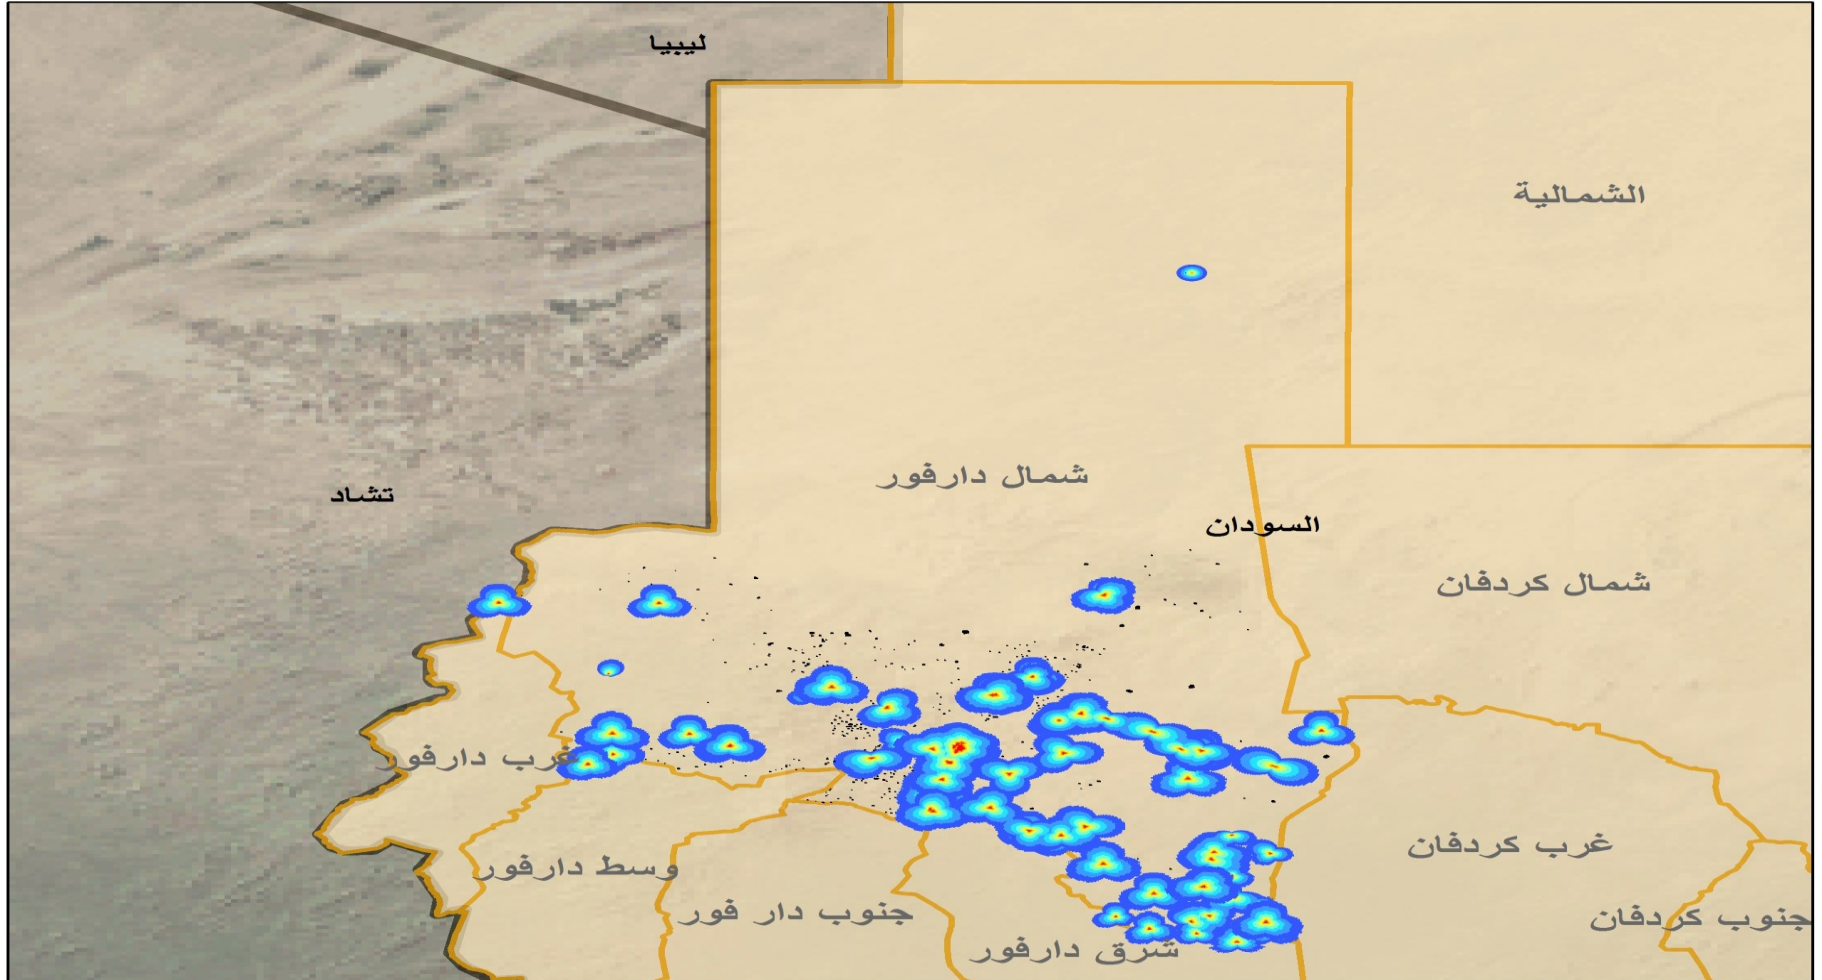 ليبيا
الشمالية
شمال دارفور
تشاد
السودان
شمال كردفان
غرب دارفور
غرب كردفان
وسط دارفور
جنوب دار فور
جنوب كردفان
شرق دارفور